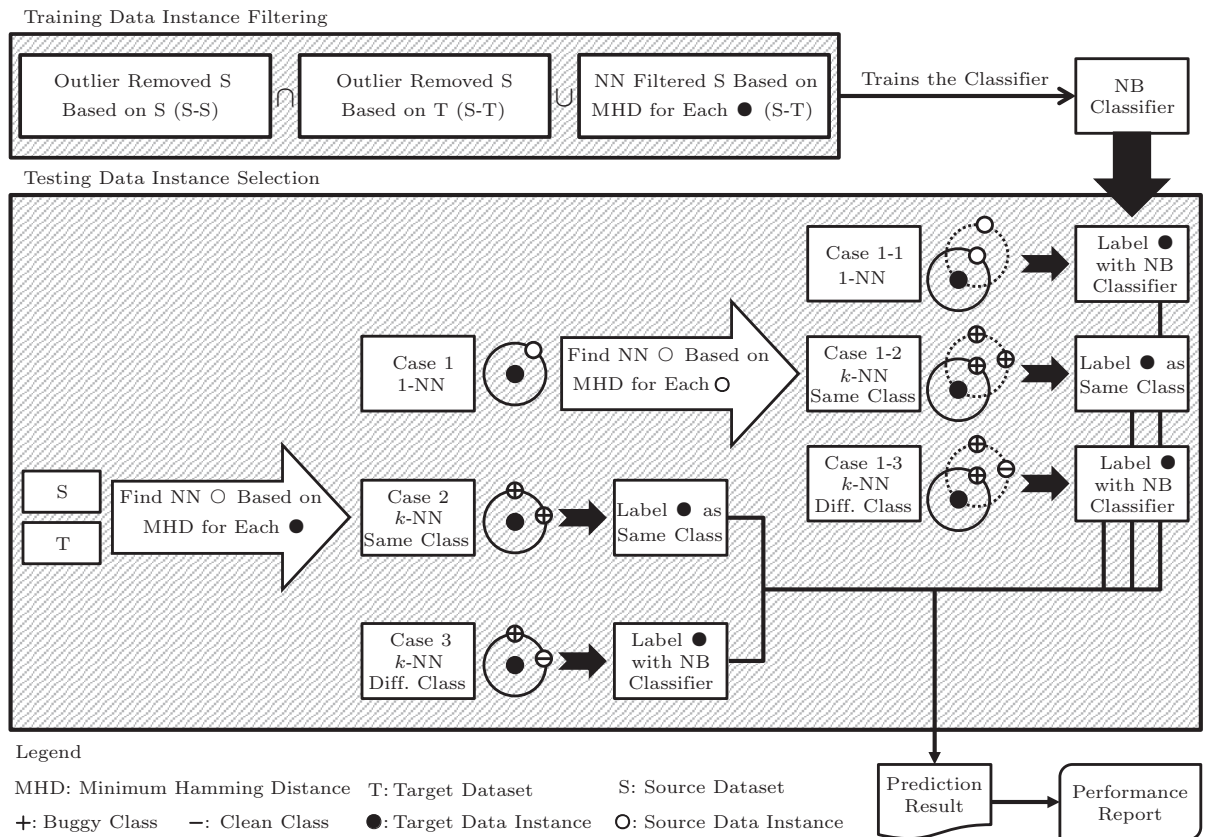 Training Data Instance Filtering
Outlier Removed S
Based on S (S-S)
∩
Outlier Removed S
Based on T (S-T)
∪
NN Filtered S Based on
MHD for Each ● (S-T)
Trains the Classifier
NB
Classifier
Testing Data Instance Selection
Case 1-1
1-NN
Label ●
with NB
Classifier
Case 1
1-NN
Find NN ○ Based on
MHD for Each ○
Case 1-2
k-NN
Same Class
Label ● as
Same Class
Case 1-3
k-NN
Diff. Class
Label ●
with NB
Classifier
S
T
Find NN ○ Based on
MHD for Each ●
Case 2
k-NN
Same Class
Label ● as
Same Class
Case 3
k-NN
Diff. Class
Label ●
with NB
Classifier
Legend
MHD: Minimum Hamming Distance T: Target Dataset S: Source Dataset
+: Buggy Class −: Clean Class ●: Target Data Instance ○: Source Data Instance
Prediction
Result
Performance
Report